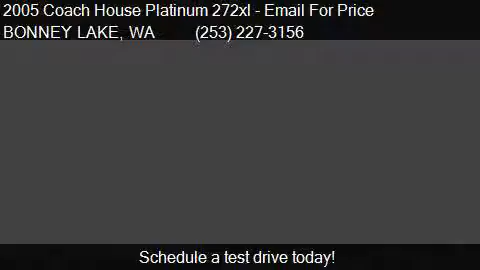 2005 Coach House Platinum 272xl - Email For Price
BONNEY LAKE, WA (253) 227-3156
Schedule a test drive today!